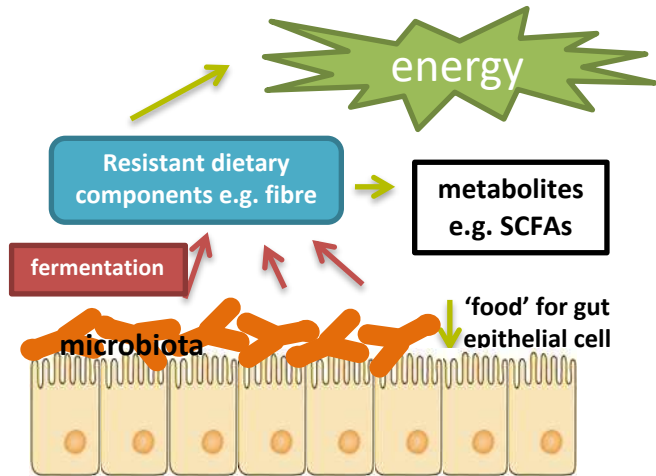 energy
Resistant dietary
components e.g. fibre
metabolites
e.g. SCFAs
fermentation
'food' for gut
epithelial cell
microbiota